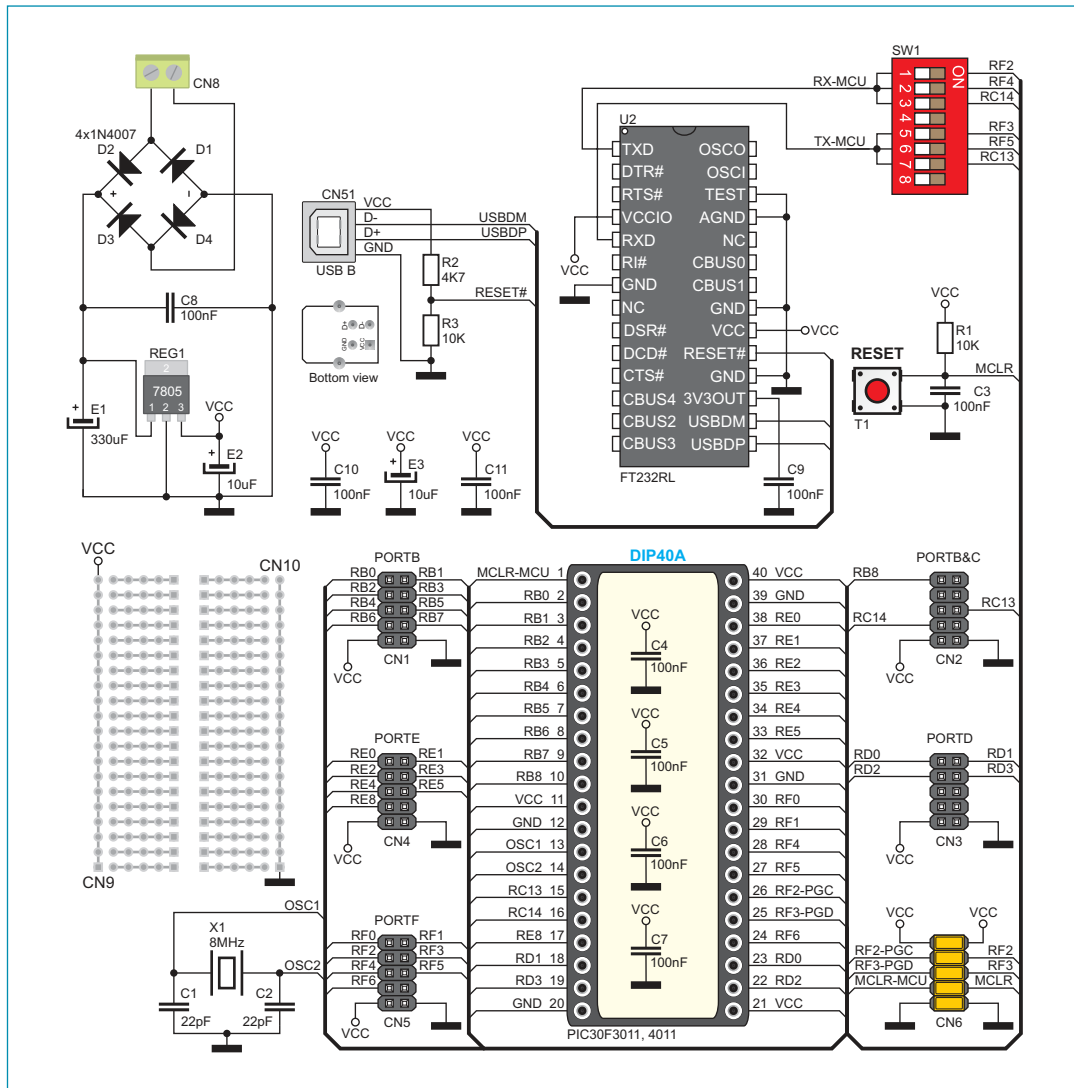 CN8
4x1N4007
D2
D1
+
-
D3
D4
C8
100nF
REG1
2
7805
1 2 3
VCC
+
E1
330uF
+
E2
10uF
CN51
VCC
D-
D+
GND
USB B
USBDM
USBDP
R2
4K7
RESET#
R3
10K
D+ D-
GND VCC
Bottom view
VCC
C10
100nF
VCC
+
E3
10uF
VCC
C11
100nF
U2
TXD OSCO
DTR# OSCI
RTS# TEST
VCCIO AGND
RXD NC
RI# CBUS0
GND CBUS1
NC GND
DSR# VCC
DCD# RESET#
CTS# GND
CBUS4 3V3OUT
CBUS2 USBDM
CBUS3 USBDP
FT232RL
VCC
VCC
C9
100nF
SW1
ON
1
2
3
4
5
6
7
8
RX-MCU
TX-MCU
RF2
RF4
RC14
RF3
RF5
RC13
VCC
R1
10K
RESET
MCLR
C3
100nF
T1
VCC
CN10
CN9
OSC1
X1
8MHz
OSC2
C1
22pF
C2
22pF
PORTB
RB0 RB1
RB2 RB3
RB4 RB5
RB6 RB7
VCC
CN1
PORTE
RE0 RE1
RE2 RE3
RE4 RE5
RE8
VCC
CN4
PORTF
RF0 RF1
RF2 RF3
RF4 RF5
RF6
VCC
CN5
DIP40A
MCLR-MCU 1 40 VCC
RB0 2 39 GND
RB1 3 38 RE0
RB2 4 37 RE1
RB3 5 36 RE2
RB4 6 35 RE3
RB5 7 34 RE4
RB6 8 33 RE5
RB7 9 32 VCC
RB8 10 31 GND
VCC 11 30 RF0
GND 12 29 RF1
OSC1 13 28 RF4
OSC2 14 27 RF5
RC13 15 26 RF2-PGC
RC14 16 25 RF3-PGD
RE8 17 24 RF6
RD1 18 23 RD0
RD3 19 22 RD2
GND 20 21 VCC
VCC
C4
100nF
VCC
C5
100nF
VCC
C6
100nF
VCC
C7
100nF
PIC30F3011, 4011
PORTB&C
RB8
RC13
RC14
VCC
CN2
PORTD
RD0 RD1
RD2 RD3
VCC
CN3
VCC VCC
RF2-PGC RF2
RF3-PGD RF3
MCLR-MCU MCLR
CN6